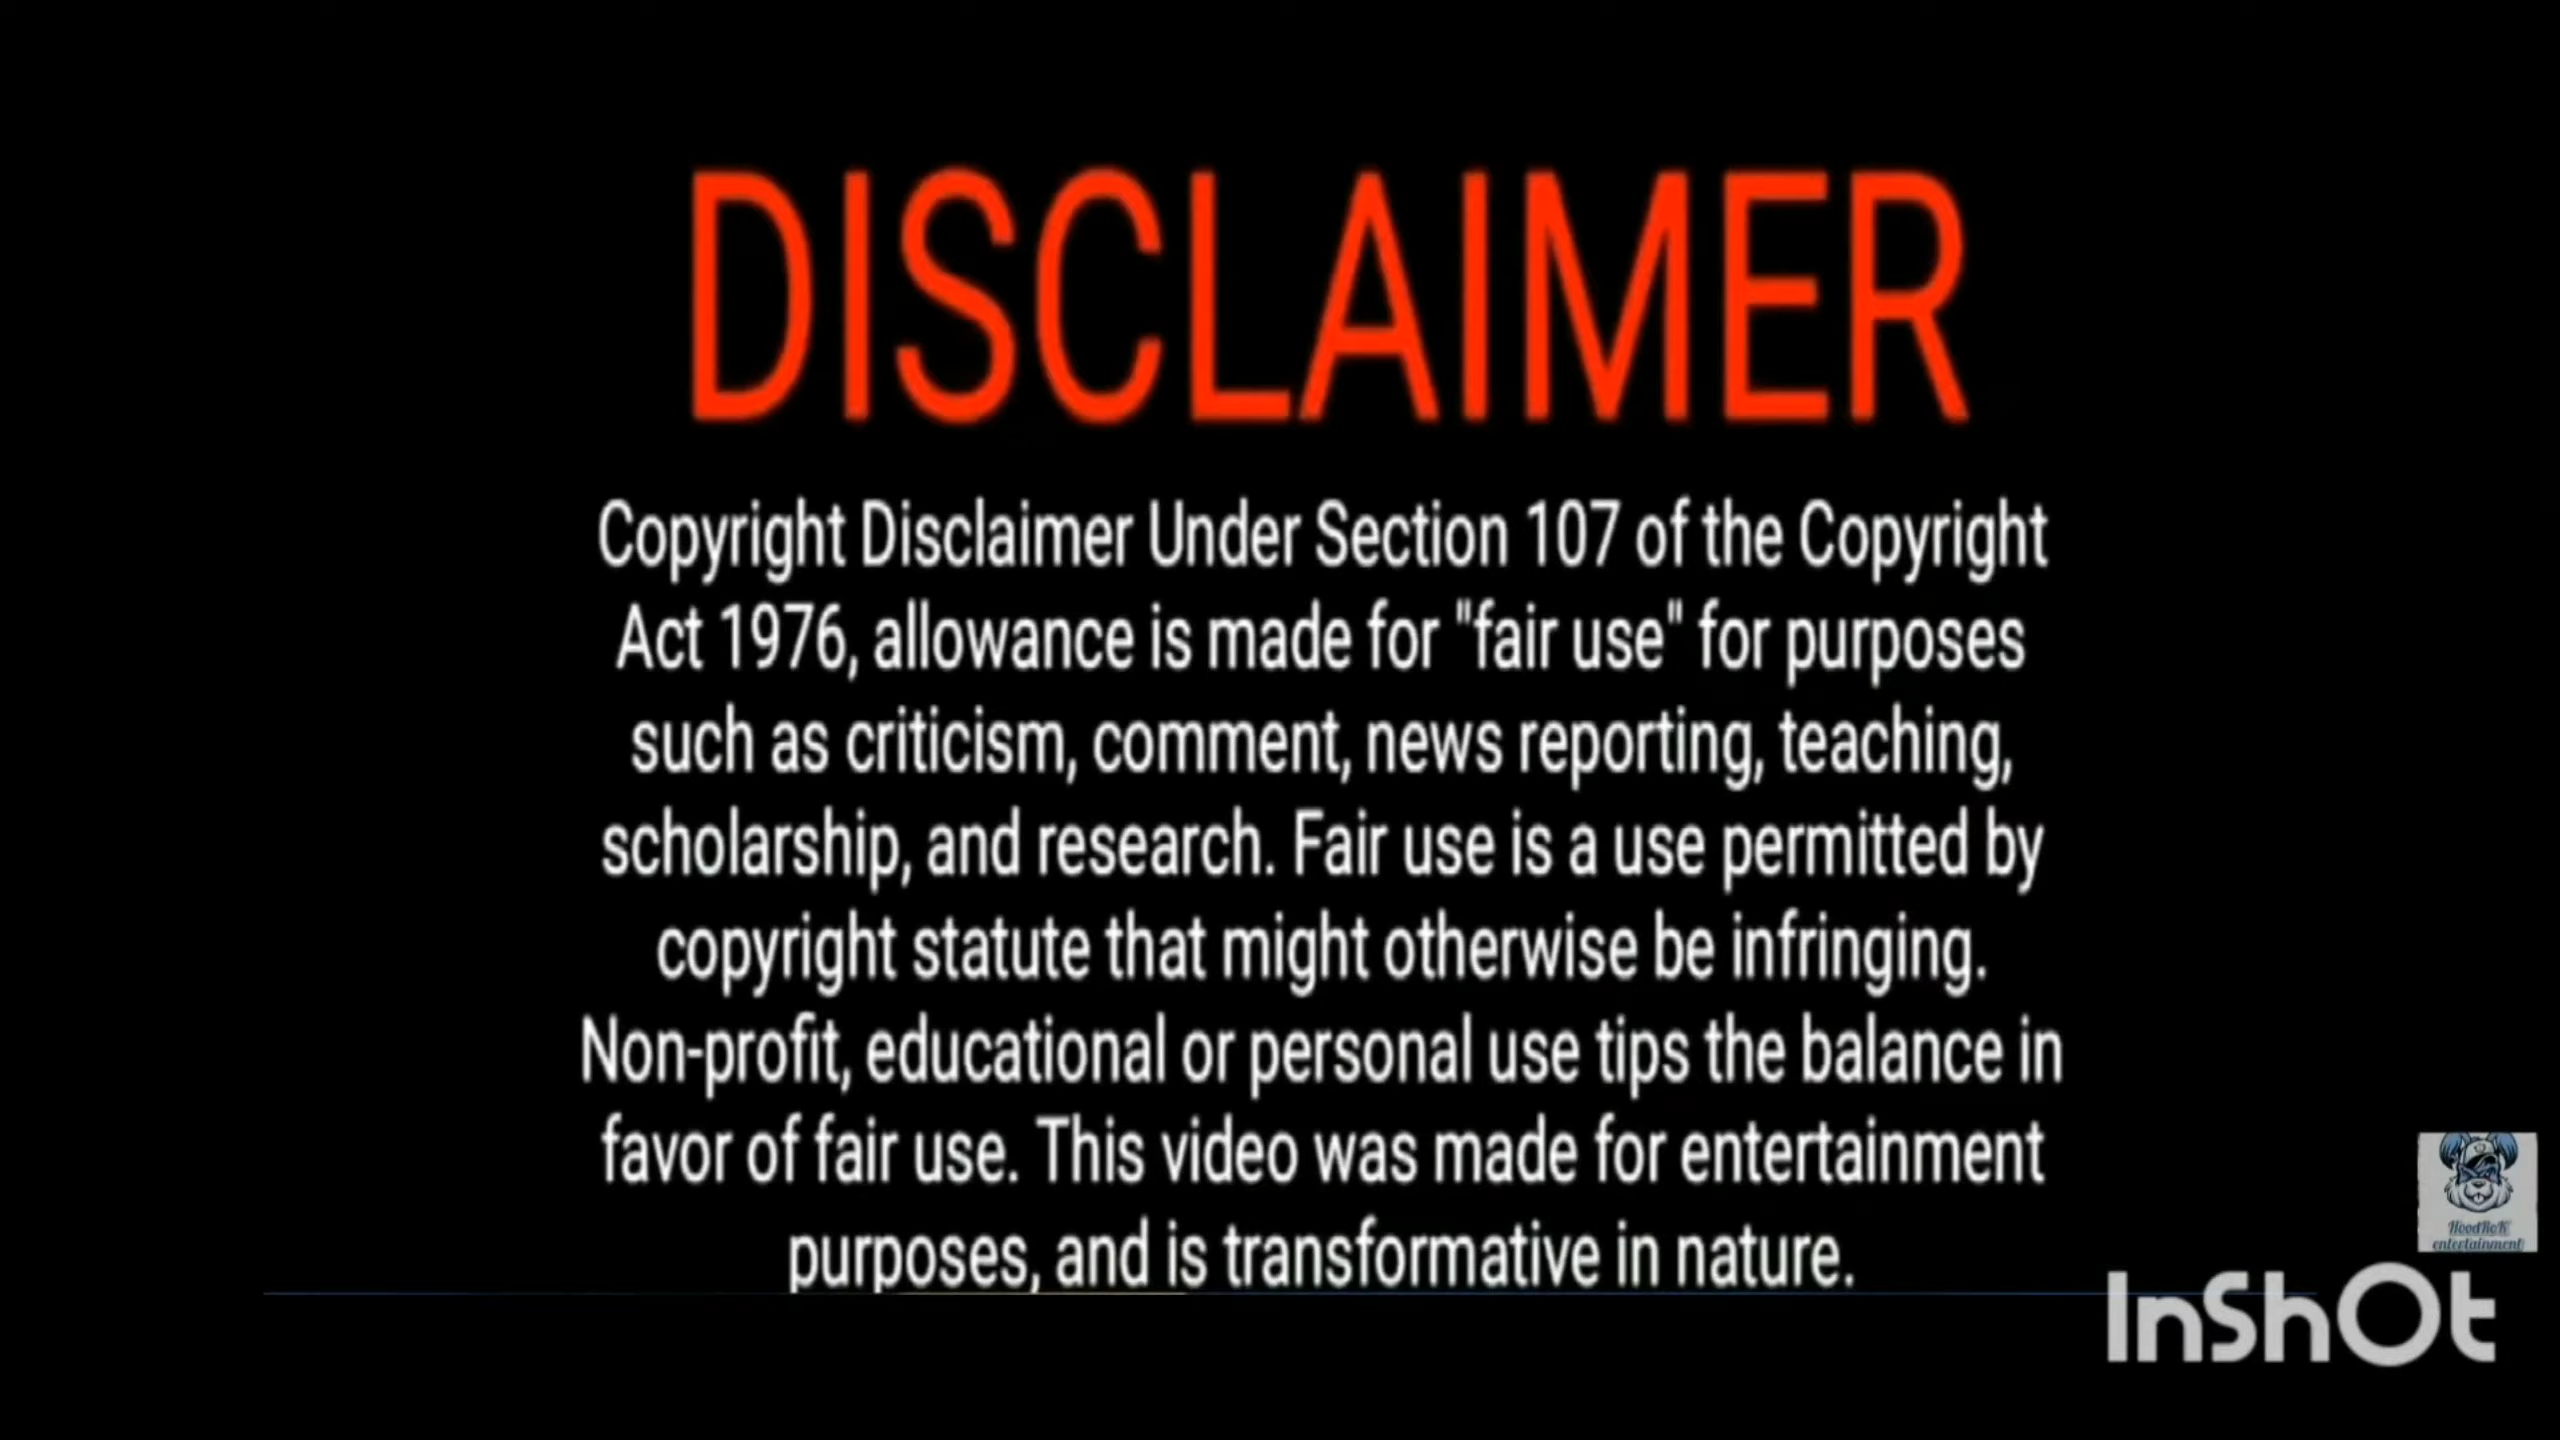 DISCLAIMER
Copyright Disclaimer Under Section 107 of the Copyright
Act 1976, allowance is made for "fair use" for purposes
such as criticism, comment, news reporting, teaching,
scholarship, and research. Fair use is a use permitted by
copyright statute that might otherwise be infringing.
Non-profit, educational or personal use tips the balance in
favor of fair use. This video was made for entertainment
purposes, and is transformative in nature.
HoodRoK
entertainment
InShOt